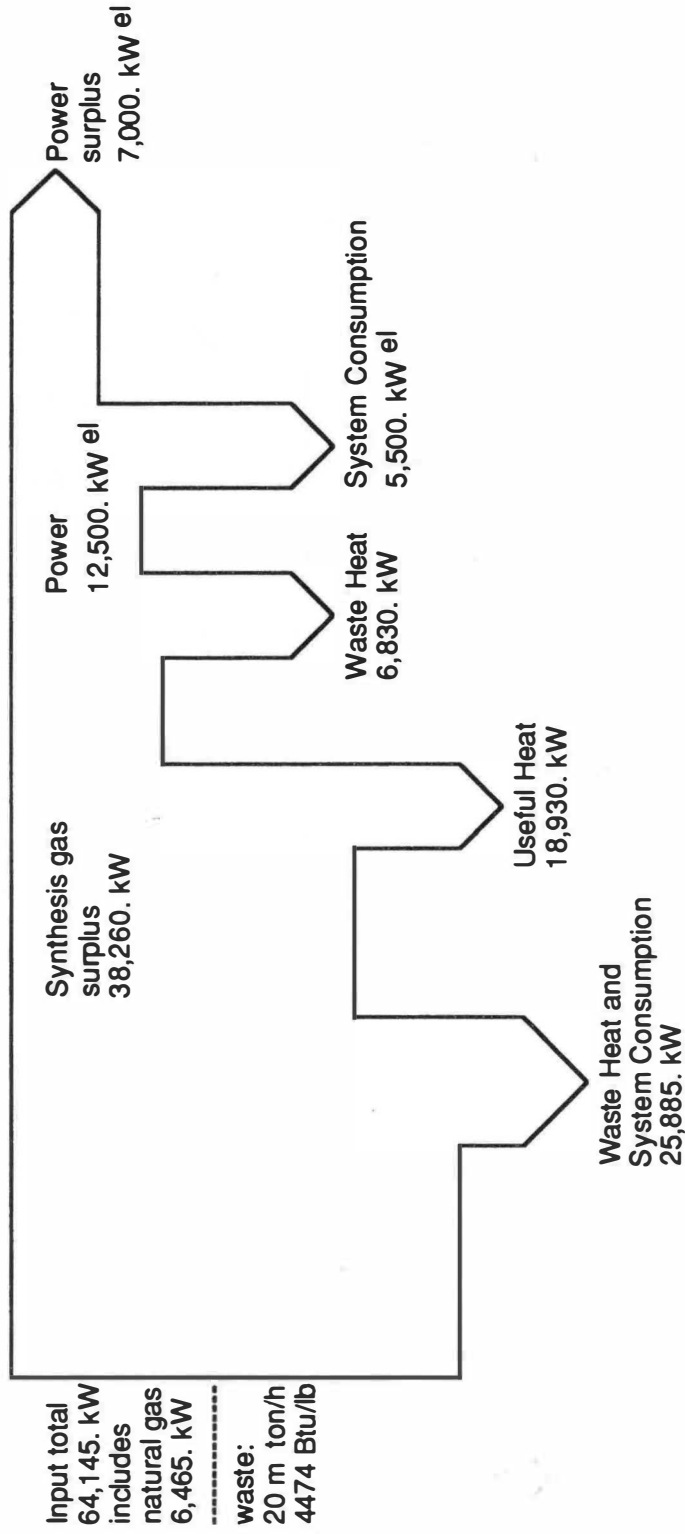 Input total
64,145. kW
includes
natural gas
6,465. kW
waste:
20 m ton/h
4474 Btu/lb
Synthesis gas
surplus
38,260. kW
Waste Heat and
System Consumption
25,885. kW
Useful Heat
18,930. kW
Waste Heat
6,830. kW
Power
12,500. kW el
System Consumption
5,500. kW el
Power
surplus
7,000. kW el